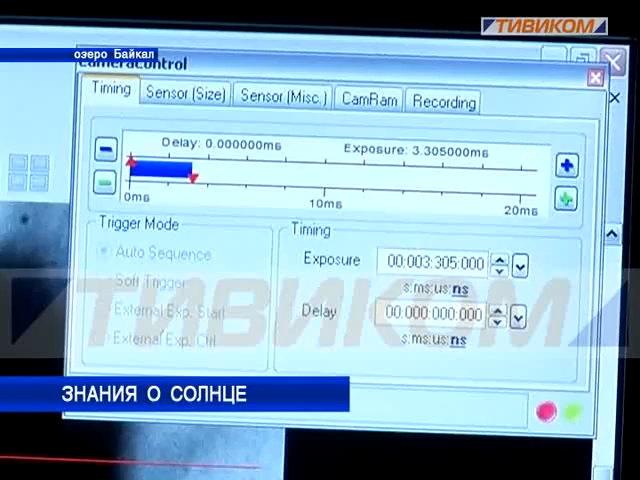 ТИВИКОМ
озеро Байкал
CameraControl
Timing
Sensor (Size)
Sensor (Misc.)
CamRam
Recording
Delay: 0.000000ms
Exposure: 3.305000ms
0ms
10ms
20ms
Trigger Mode
Auto Sequence
Soft Trigger
External Exp. Start
External Exp. Ctrl
Timing
Exposure 00:003:305:000
s:ms:us:ns
Delay 00:000:000:000
s:ms:us:ns
ТИВИКОМ
ЗНАНИЯ О СОЛНЦЕ